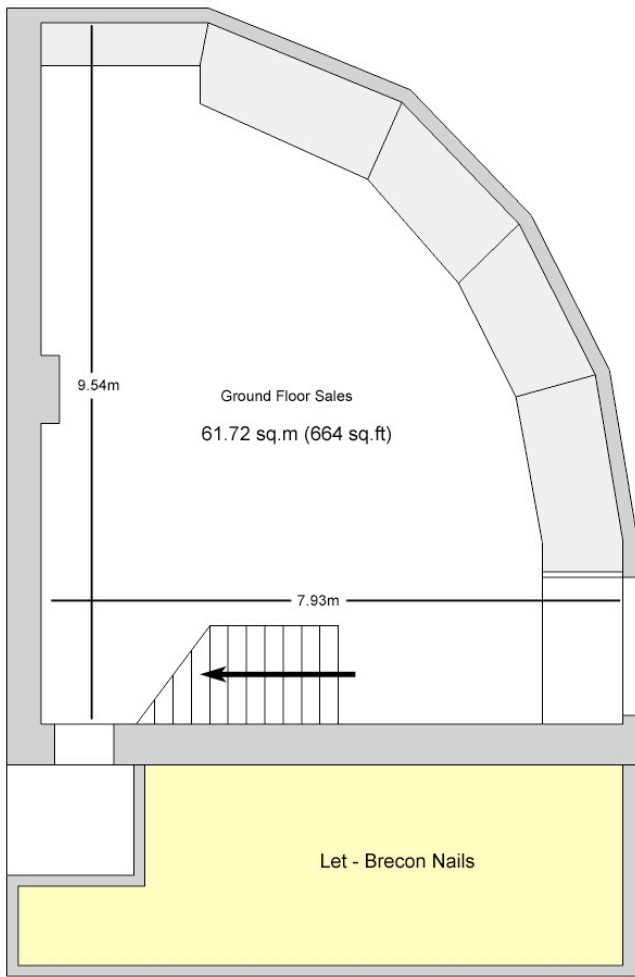 9.54m
Ground Floor Sales
61.72 sq.m (664 sq.ft)
7.93m
Let - Brecon Nails